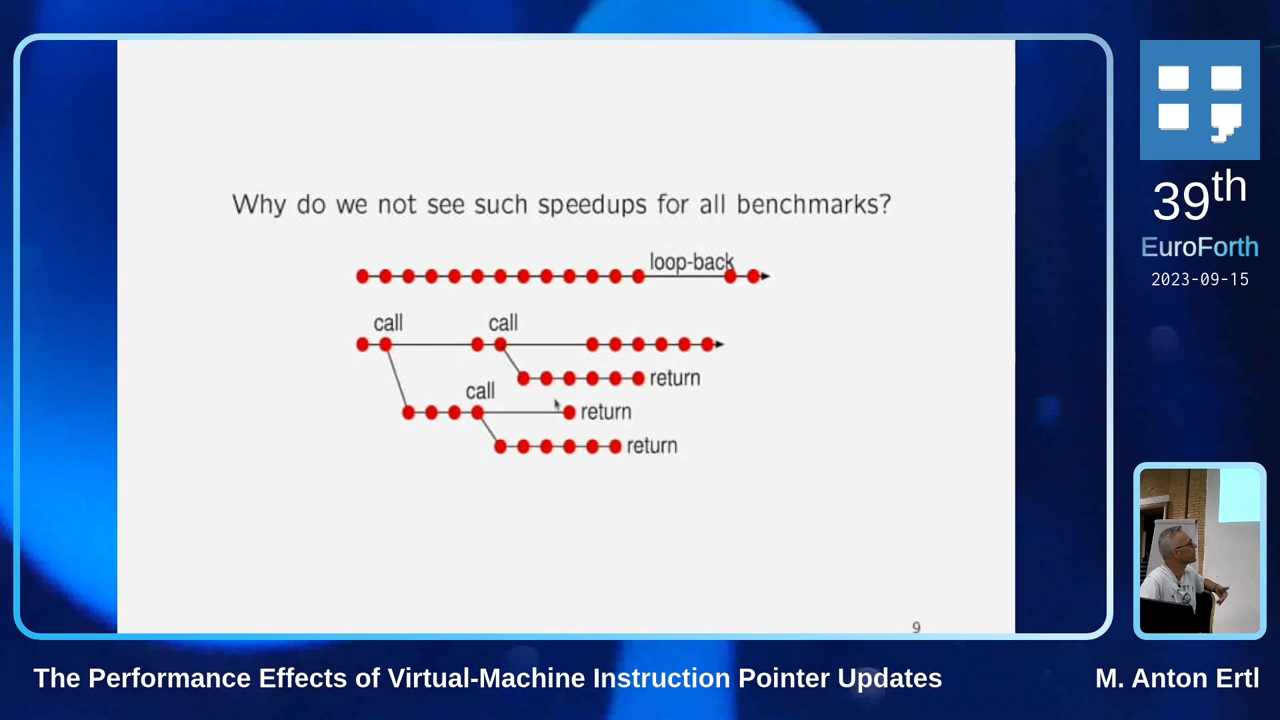 Why do we not see such speedups for all benchmarks?
loop-back
call
call
return
call
return
return
9
39th
EuroForth
2023-09-15
The Performance Effects of Virtual-Machine Instruction Pointer Updates
M. Anton Ertl